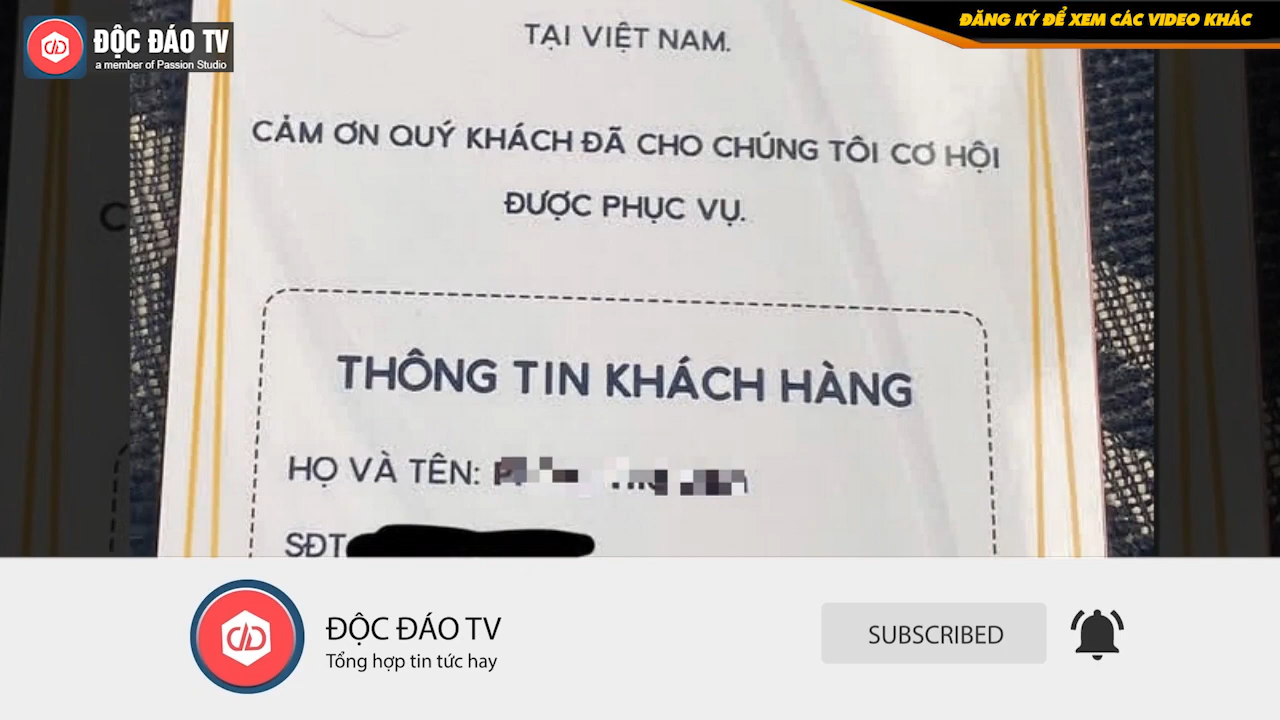 ĐỘC ĐÁO TV
a member of Passion Studio
ĐĂNG KÝ ĐỂ XEM CÁC VIDEO KHÁC
TẠI VIỆT NAM.
CẢM ƠN QUÝ KHÁCH ĐÃ CHO CHÚNG TÔI CƠ HỘI
ĐƯỢC PHỤC VỤ.
THÔNG TIN KHÁCH HÀNG
HỌ VÀ TÊN:
SĐT
ĐỘC ĐÁO TV
Tổng hợp tin tức hay
SUBSCRIBED